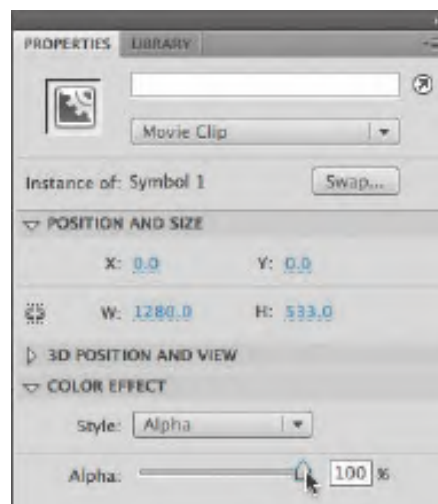 PROPERTIES LIBRARY
Movie Clip
Instance of: Symbol 1 Swap...
POSITION AND SIZE
X: 0.0 Y: 0.0
W: 1280.0 H: 533.0
3D POSITION AND VIEW
COLOR EFFECT
Style: Alpha
Alpha: 100 %